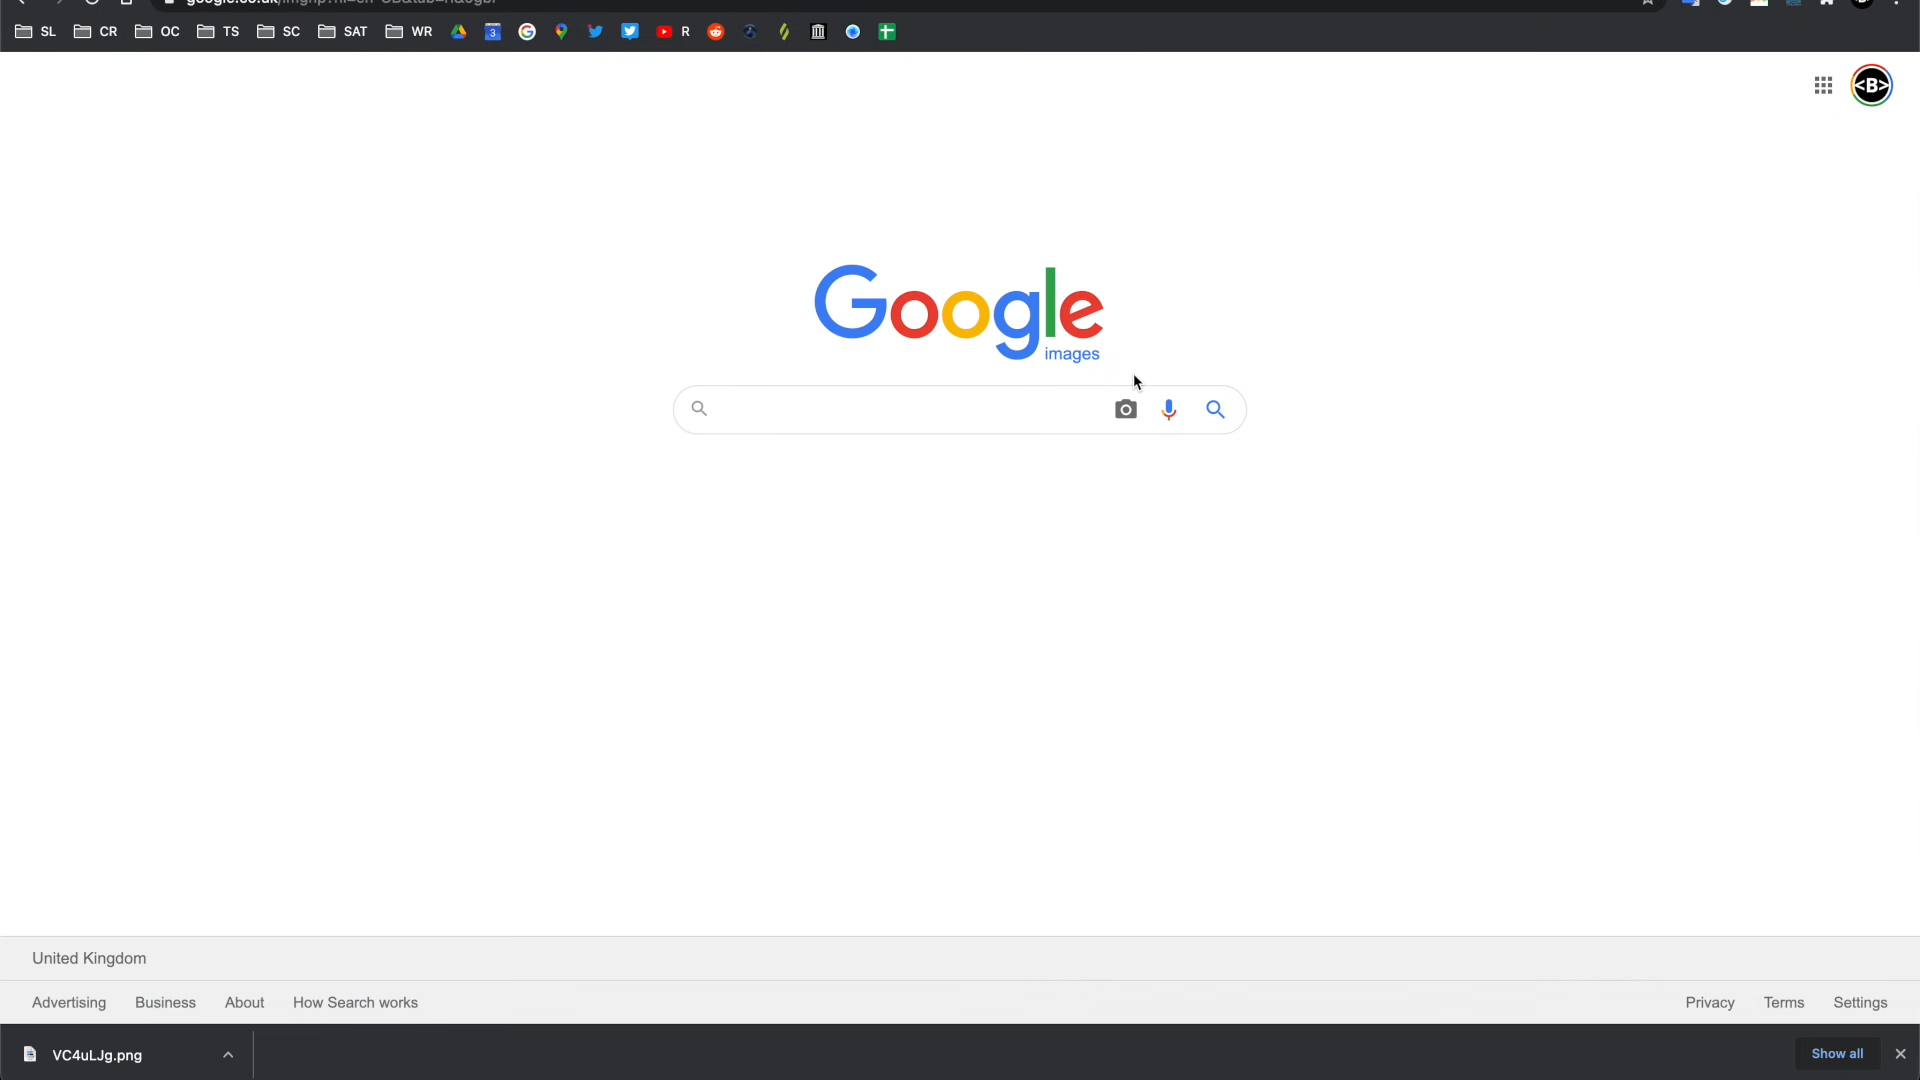 SL CR OC TS SC SAT WR 3 R
<B>
Google
images
United Kingdom
Advertising Business About How Search works Privacy Terms Settings
VC4uLJg.png Show all